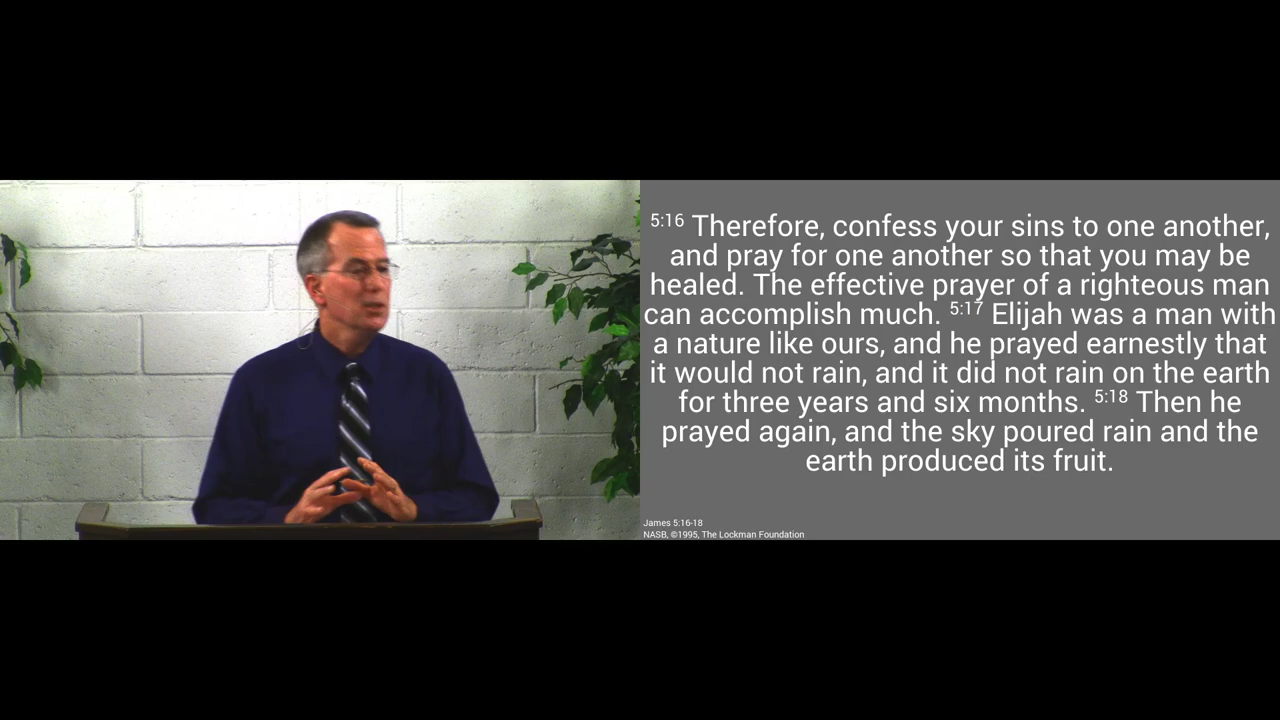 5:16 Therefore, confess your sins to one another,
and pray for one another so that you may be
healed. The effective prayer of a righteous man
can accomplish much. 5:17 Elijah was a man with
a nature like ours, and he prayed earnestly that
it would not rain, and it did not rain on the earth
for three years and six months. 5:18 Then he
prayed again, and the sky poured rain and the
earth produced its fruit.
James 5:16-18
NASB, ©1995, The Lockman Foundation